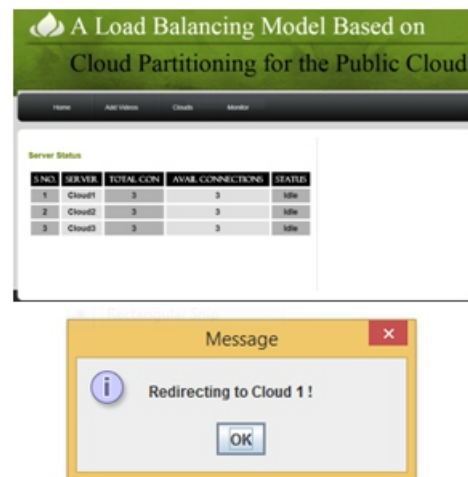 A Load Balancing Model Based on
Cloud Partitioning for the Public Cloud
Home Add Videos Clouds Monitor
Server Status
S NO. SERVER TOTAL CON AVAIL CONNECTIONS STATUS
1 Cloud1 3 3 Idle
2 Cloud2 3 3 Idle
3 Cloud3 3 3 Idle
Rectangular Snip
Message
Redirecting to Cloud 1 !
OK